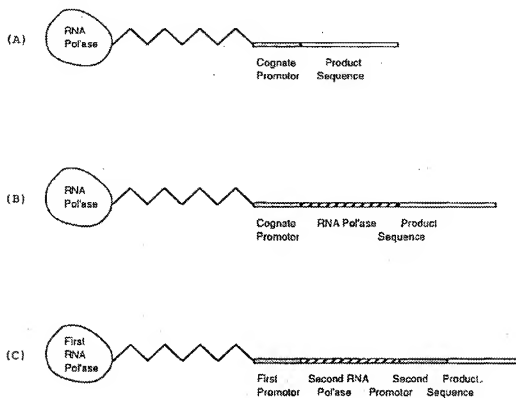 (A)
RNA
Pol'ase
Cognate Product
Promotor Sequence
(B)
RNA
Pol'ase
Cognate RNA Pol'ase Product
Promotor Sequence
(C)
First
RNA
Pol'ase
First Second RNA Second Product
Promotor Pol'ase Promotor Sequence